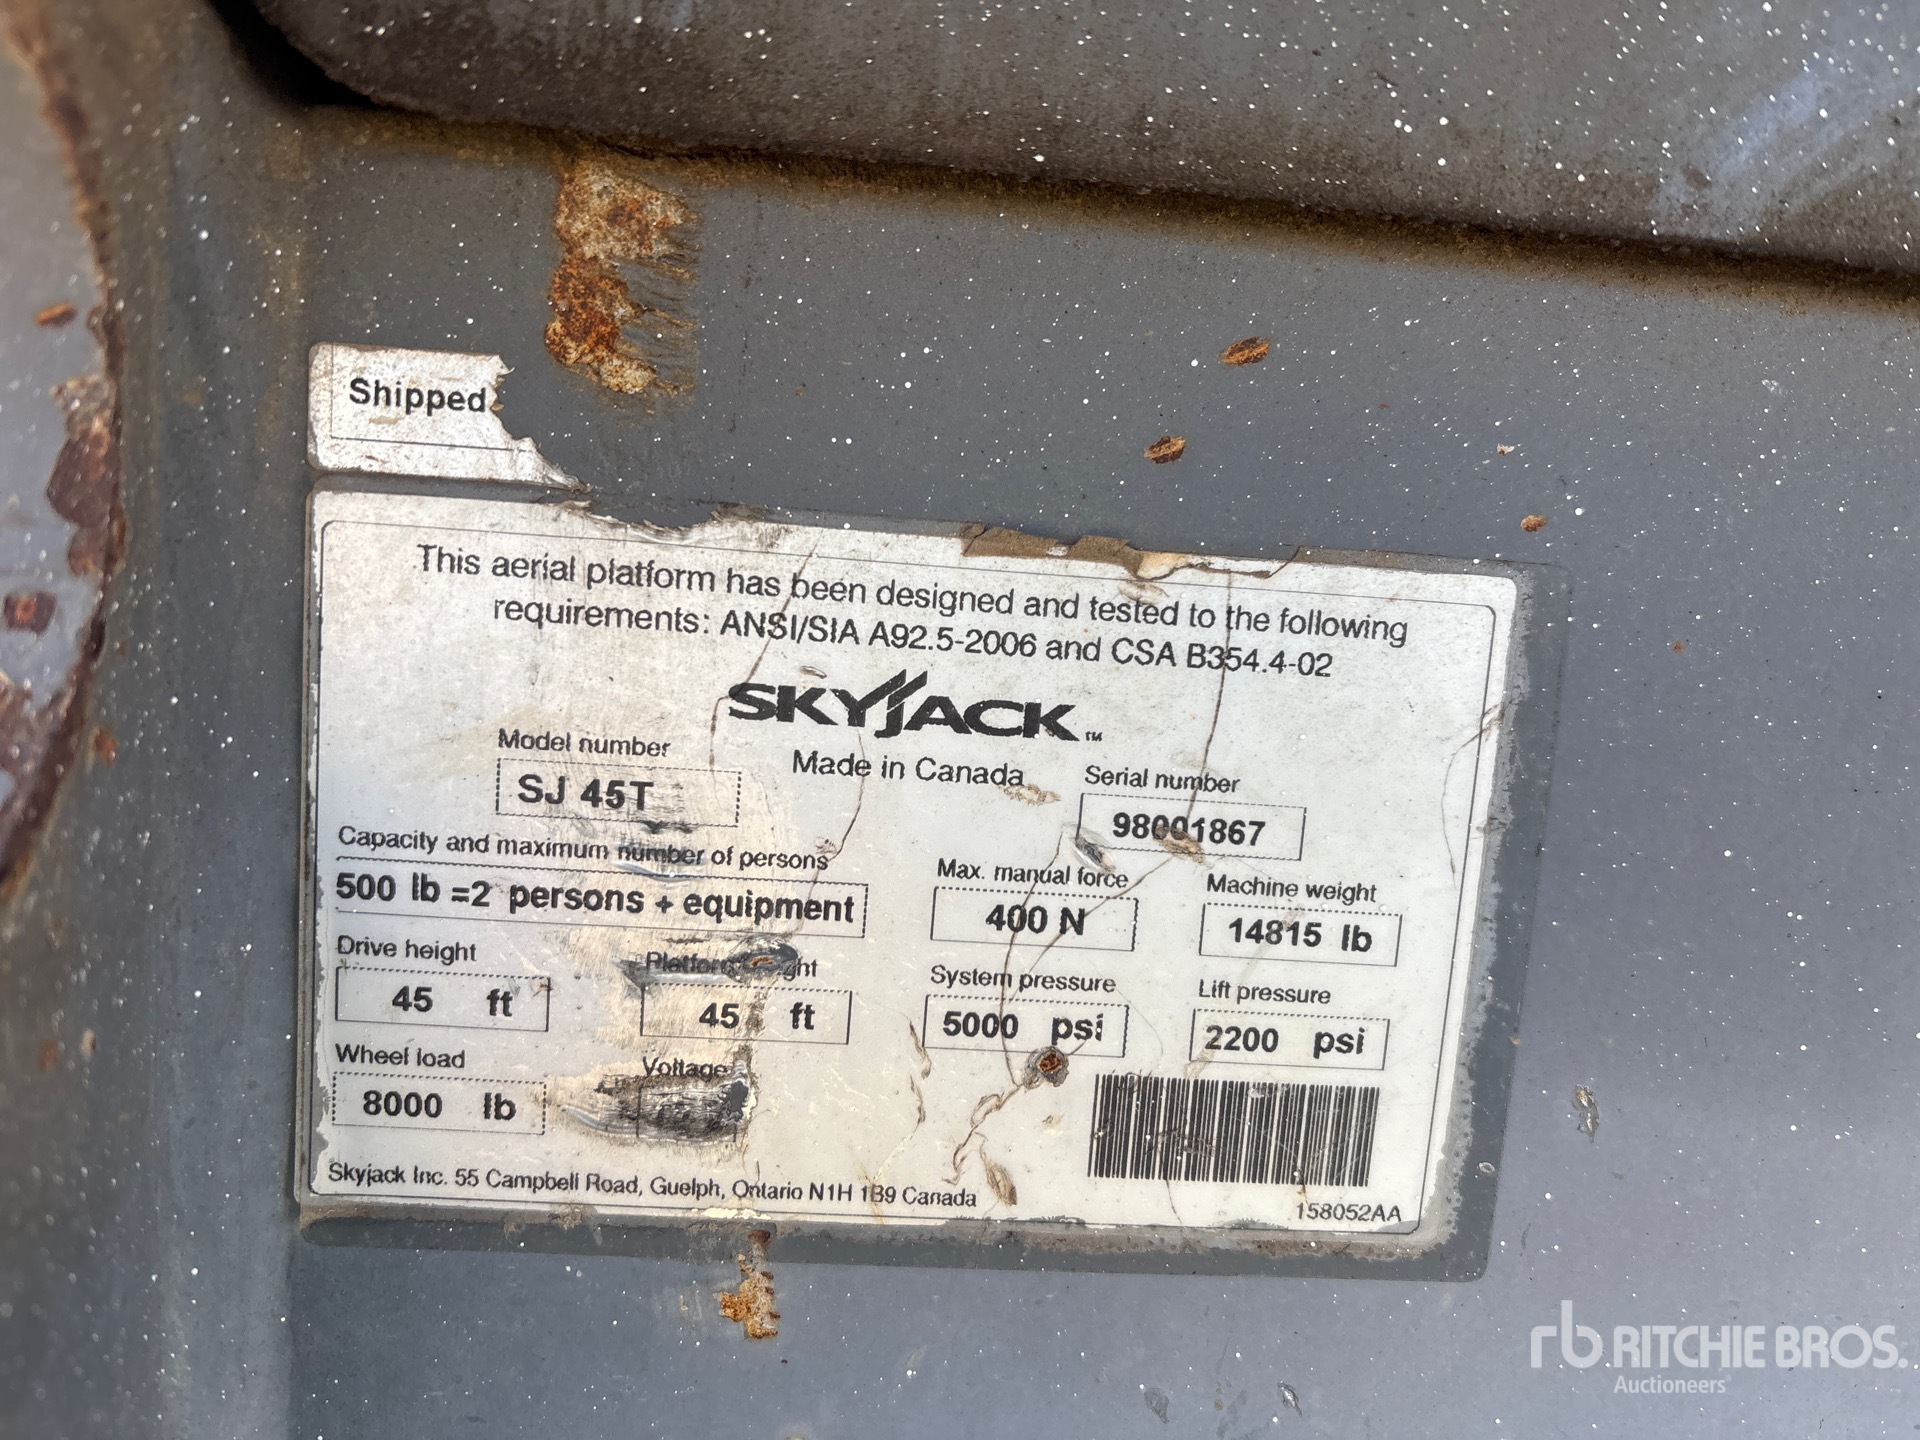 Shipped
This aerial platform has been designed and tested to the following
requirements: ANSI/SIA A92.5-2006 and CSA B354.4-02
SKYJACK™
Made in Canada
Model number
SJ 45T
Serial number
98001867
Capacity and maximum number of persons
500 lb =2 persons + equipment
Max. manual force
400 N
Machine weight
14815 lb
Drive height
45 ft
Platform
45 ft
System pressure
5000 psi
Lift pressure
2200 psi
Wheel load
8000 lb
Voltage
Skyjack Inc. 55 Campbell Road, Guelph, Ontario N1H 1B9 Canada
158052AA
rb RITCHIE BROS.
Auctioneers